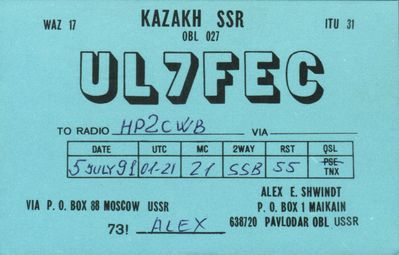 WAZ 17 KAZAKH SSR ITU 31
OBL 027
UL7FEC
TO RADIO HP2CWB VIA
DATE UTC MC 2WAY RST QSL
5 JULY 91 01-21 21 SSB 55 PSE
TNX
ALEX E. SHWINDT
VIA P. O. BOX 88 MOSCOW USSR P. O. BOX 1 MAIKAIN
73! ALEX 638720 PAVLODAR OBL USSR